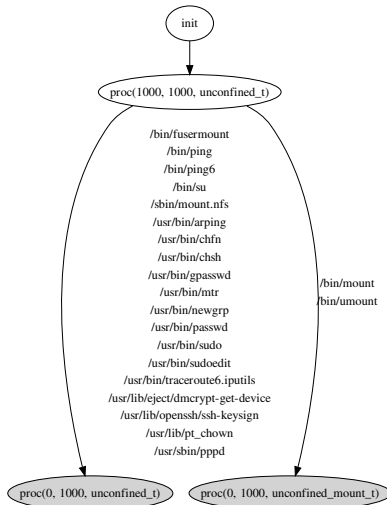 init
proc(1000, 1000, unconfined_t)
/bin/fusermount
/bin/ping
/bin/ping6
/bin/su
/sbin/mount.nfs
/usr/bin/arping
/usr/bin/chfn
/usr/bin/chsh
/usr/bin/gpasswd
/usr/bin/mtr
/usr/bin/newgrp
/usr/bin/passwd
/usr/bin/sudo
/usr/bin/sudoedit
/usr/bin/traceroute6.iputils
/usr/lib/eject/dmcrypt-get-device
/usr/lib/openssh/ssh-keysign
/usr/lib/pt_chown
/usr/sbin/pppd
/bin/mount
/bin/umount
proc(0, 1000, unconfined_t)
proc(0, 1000, unconfined_mount_t)